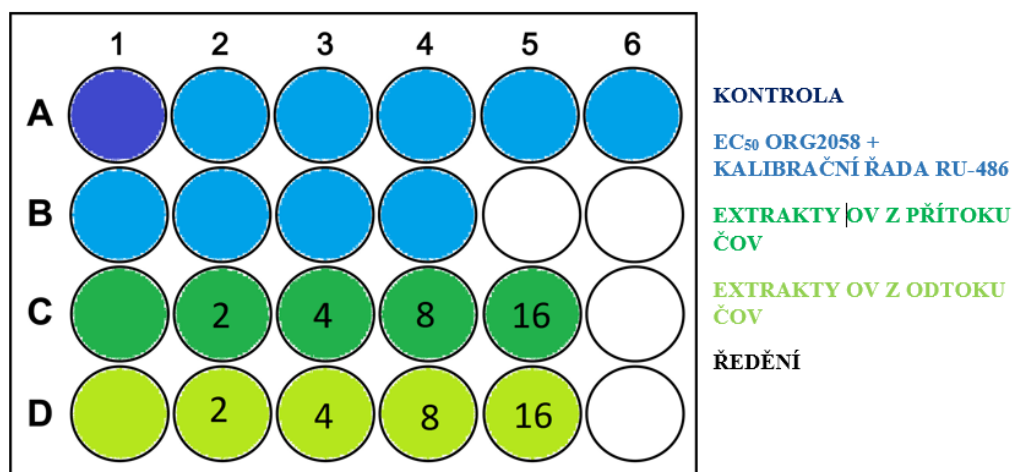 1 2 3 4 5 6
A
B
C 2 4 8 16
D 2 4 8 16
KONTROLA
EC₅₀ ORG2058 +
KALIBRAČNÍ ŘADA RU-486
EXTRAKTY OV Z PŘÍTOKU
ČOV
EXTRAKTY OV Z ODTOKU
ČOV
ŘEDĚNÍ